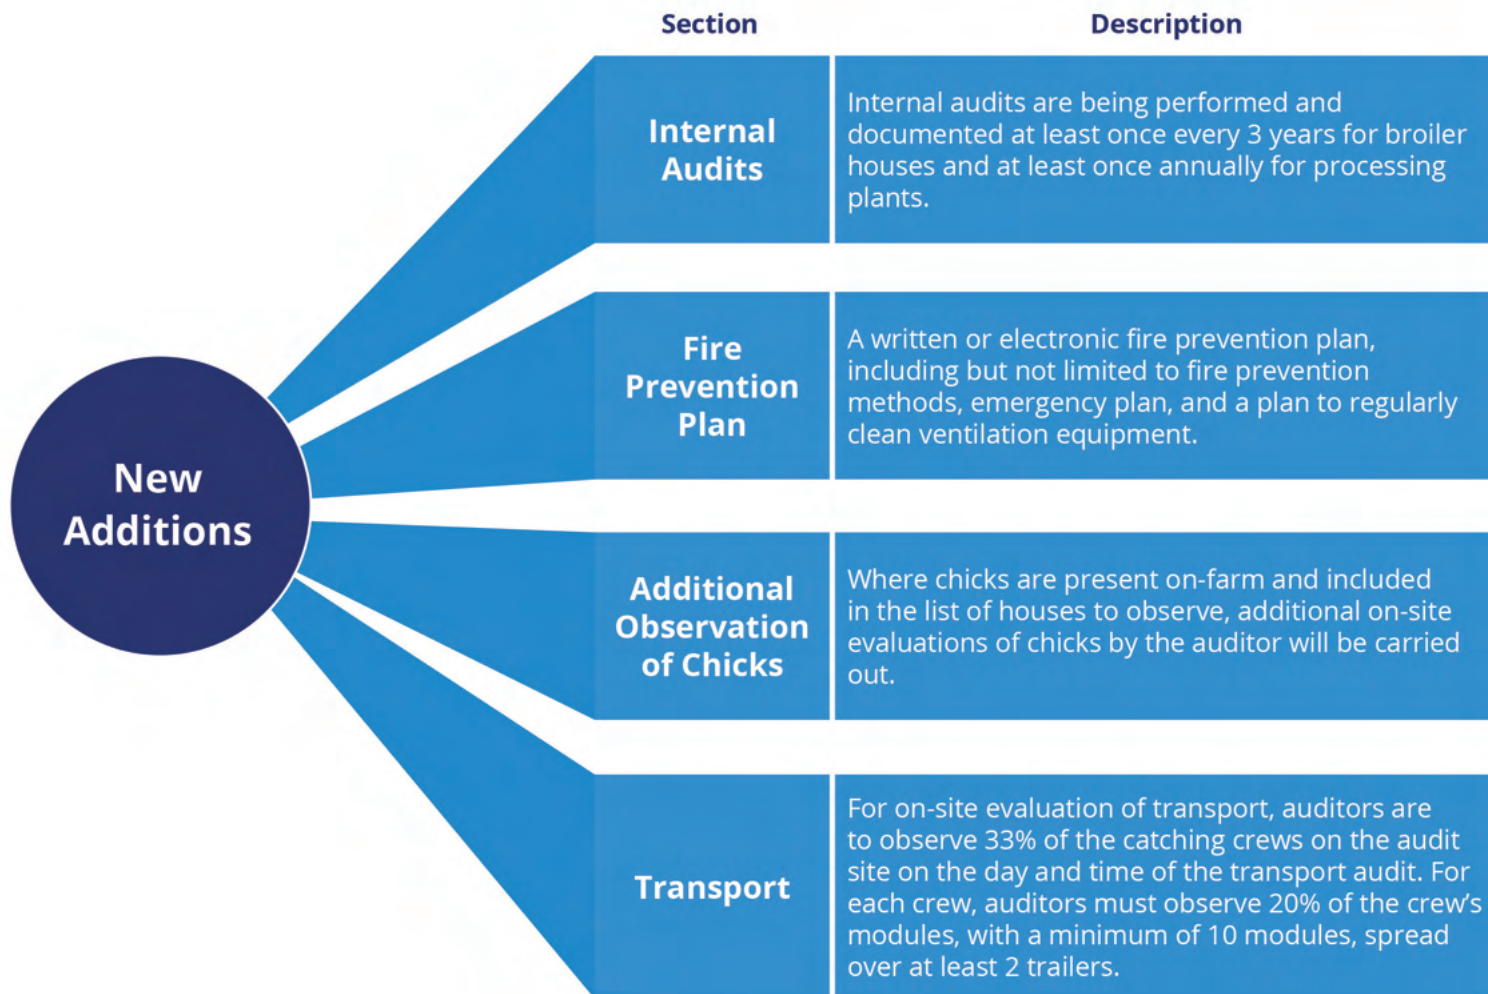 Section
Description
New
Additions
Internal
Audits
Internal audits are being performed and
documented at least once every 3 years for broiler
houses and at least once annually for processing
plants.
Fire
Prevention
Plan
A written or electronic fire prevention plan,
including but not limited to fire prevention
methods, emergency plan, and a plan to regularly
clean ventilation equipment.
Additional
Observation
of Chicks
Where chicks are present on-farm and included
in the list of houses to observe, additional on-site
evaluations of chicks by the auditor will be carried
out.
Transport
For on-site evaluation of transport, auditors are
to observe 33% of the catching crews on the audit
site on the day and time of the transport audit. For
each crew, auditors must observe 20% of the crew’s
modules, with a minimum of 10 modules, spread
over at least 2 trailers.